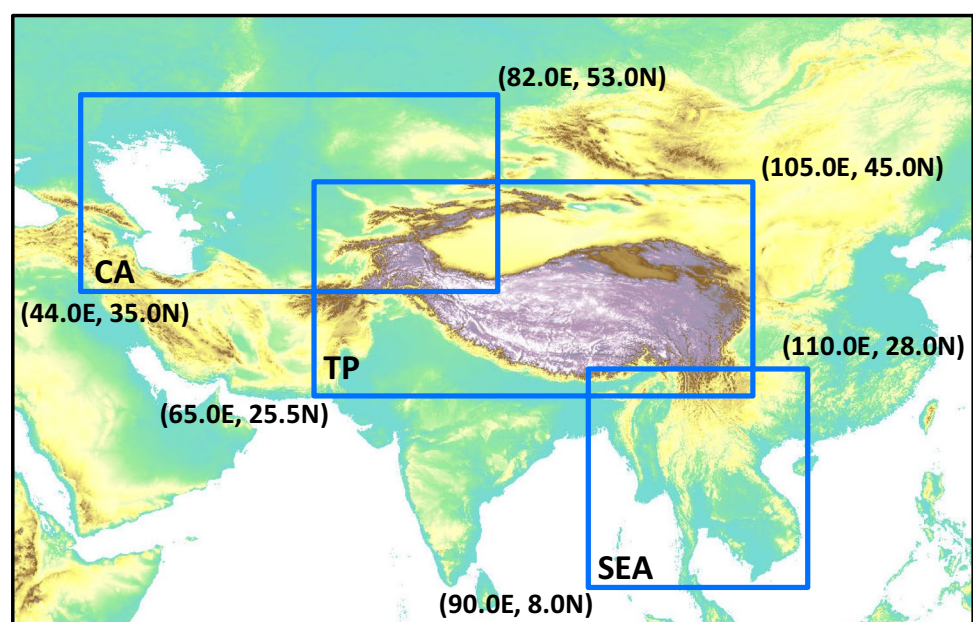 (82.0E, 53.0N)
(105.0E, 45.0N)
CA
(44.0E, 35.0N)
(110.0E, 28.0N)
TP
(65.0E, 25.5N)
SEA
(90.0E, 8.0N)